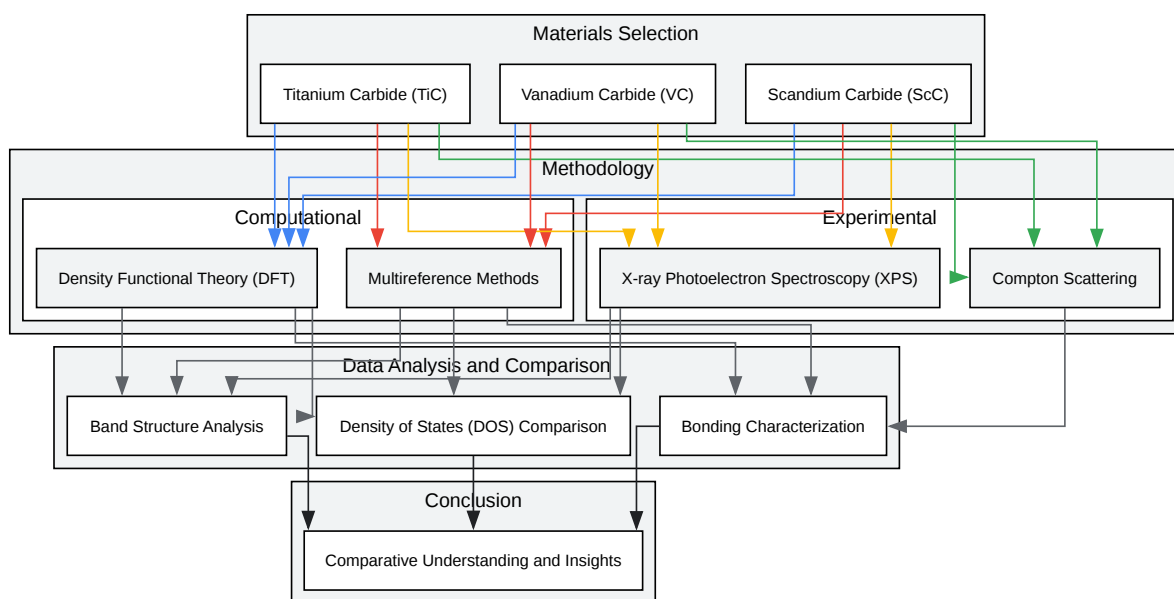 Materials Selection
Titanium Carbide (TiC)
Vanadium Carbide (VC)
Scandium Carbide (ScC)
Methodology
Computational
Experimental
Density Functional Theory (DFT)
Multireference Methods
X-ray Photoelectron Spectroscopy (XPS)
Compton Scattering
Data Analysis and Comparison
Band Structure Analysis
Density of States (DOS) Comparison
Bonding Characterization
Conclusion
Comparative Understanding and Insights